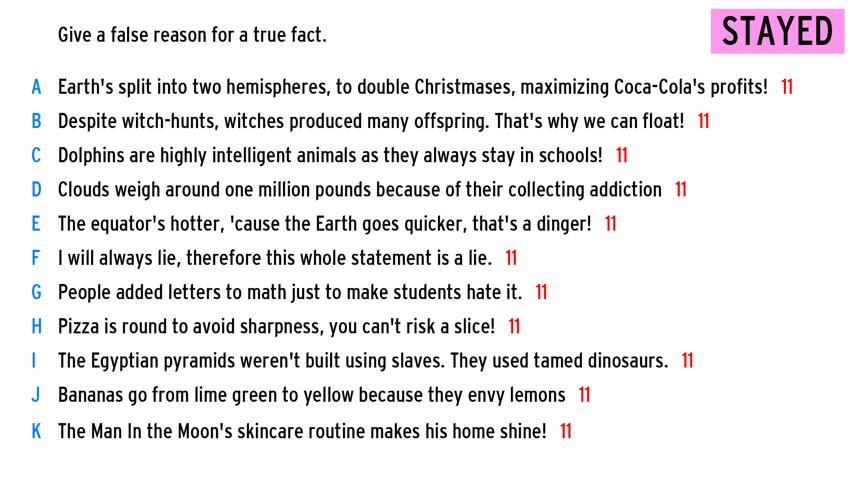 Give a false reason for a true fact.
STAYED
A Earth's split into two hemispheres, to double Christmases, maximizing Coca-Cola's profits! 11
B Despite witch-hunts, witches produced many offspring. That's why we can float! 11
C Dolphins are highly intelligent animals as they always stay in schools! 11
D Clouds weigh around one million pounds because of their collecting addiction 11
E The equator's hotter, 'cause the Earth goes quicker, that's a dinger! 11
F I will always lie, therefore this whole statement is a lie. 11
G People added letters to math just to make students hate it. 11
H Pizza is round to avoid sharpness, you can't risk a slice! 11
I The Egyptian pyramids weren't built using slaves. They used tamed dinosaurs. 11
J Bananas go from lime green to yellow because they envy lemons 11
K The Man In the Moon's skincare routine makes his home shine! 11